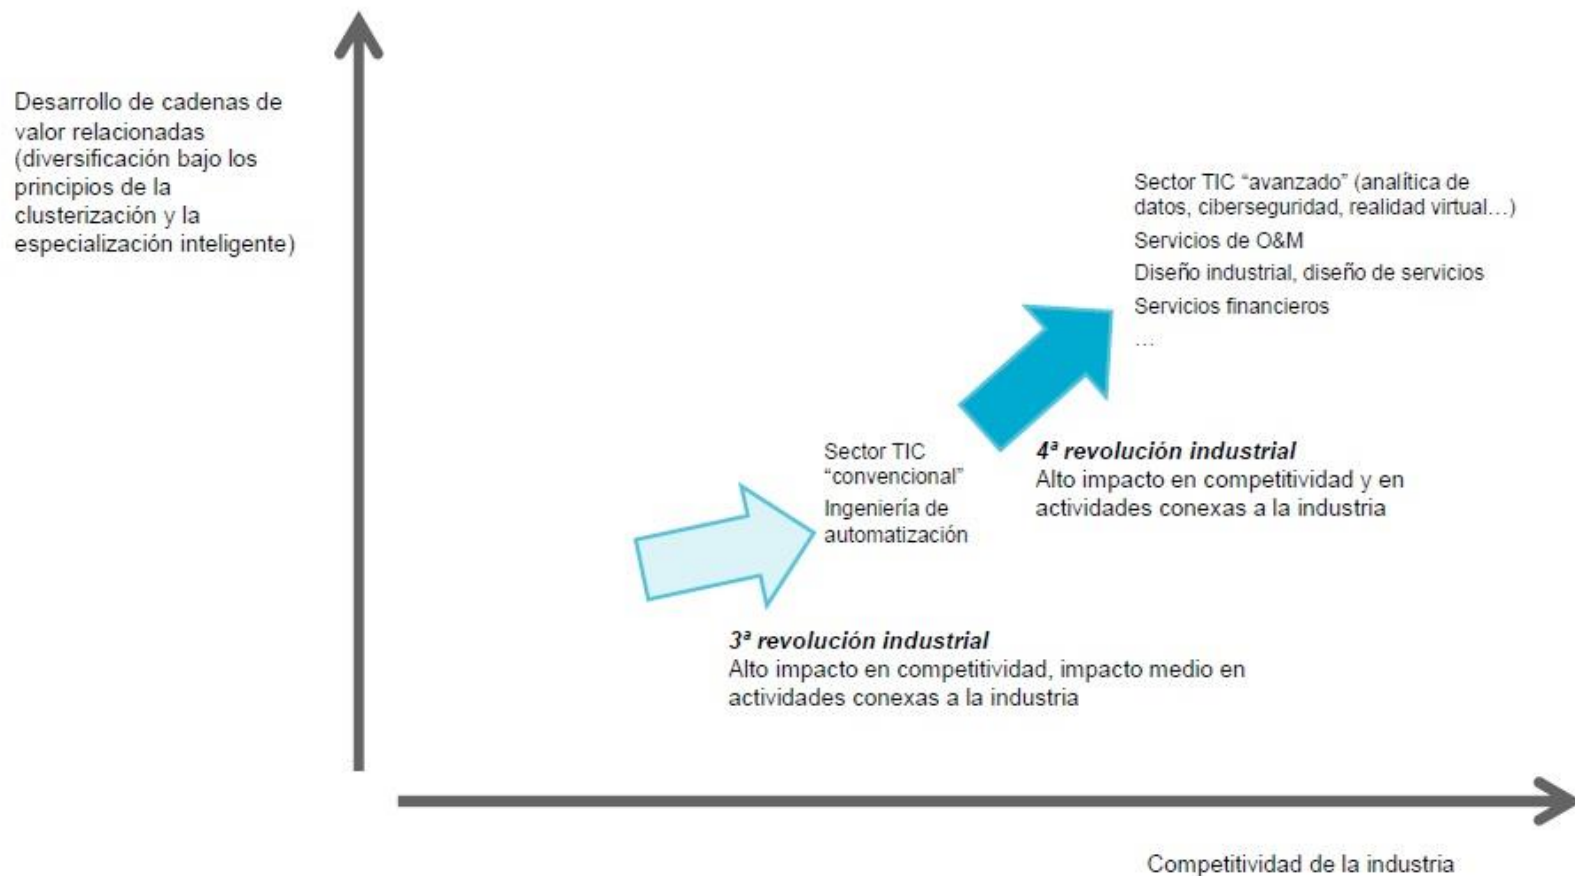 Desarrollo de cadenas de
valor relacionadas
(diversificación bajo los
principios de la
clusterización y la
especialización inteligente)
Sector TIC “avanzado” (analítica de
datos, ciberseguridad, realidad virtual…)
Servicios de O&M
Diseño industrial, diseño de servicios
Servicios financieros
…
Sector TIC
“convencional”
Ingeniería de
automatización
4ª revolución industrial
Alto impacto en competitividad y en
actividades conexas a la industria
3ª revolución industrial
Alto impacto en competitividad, impacto medio en
actividades conexas a la industria
Competitividad de la industria